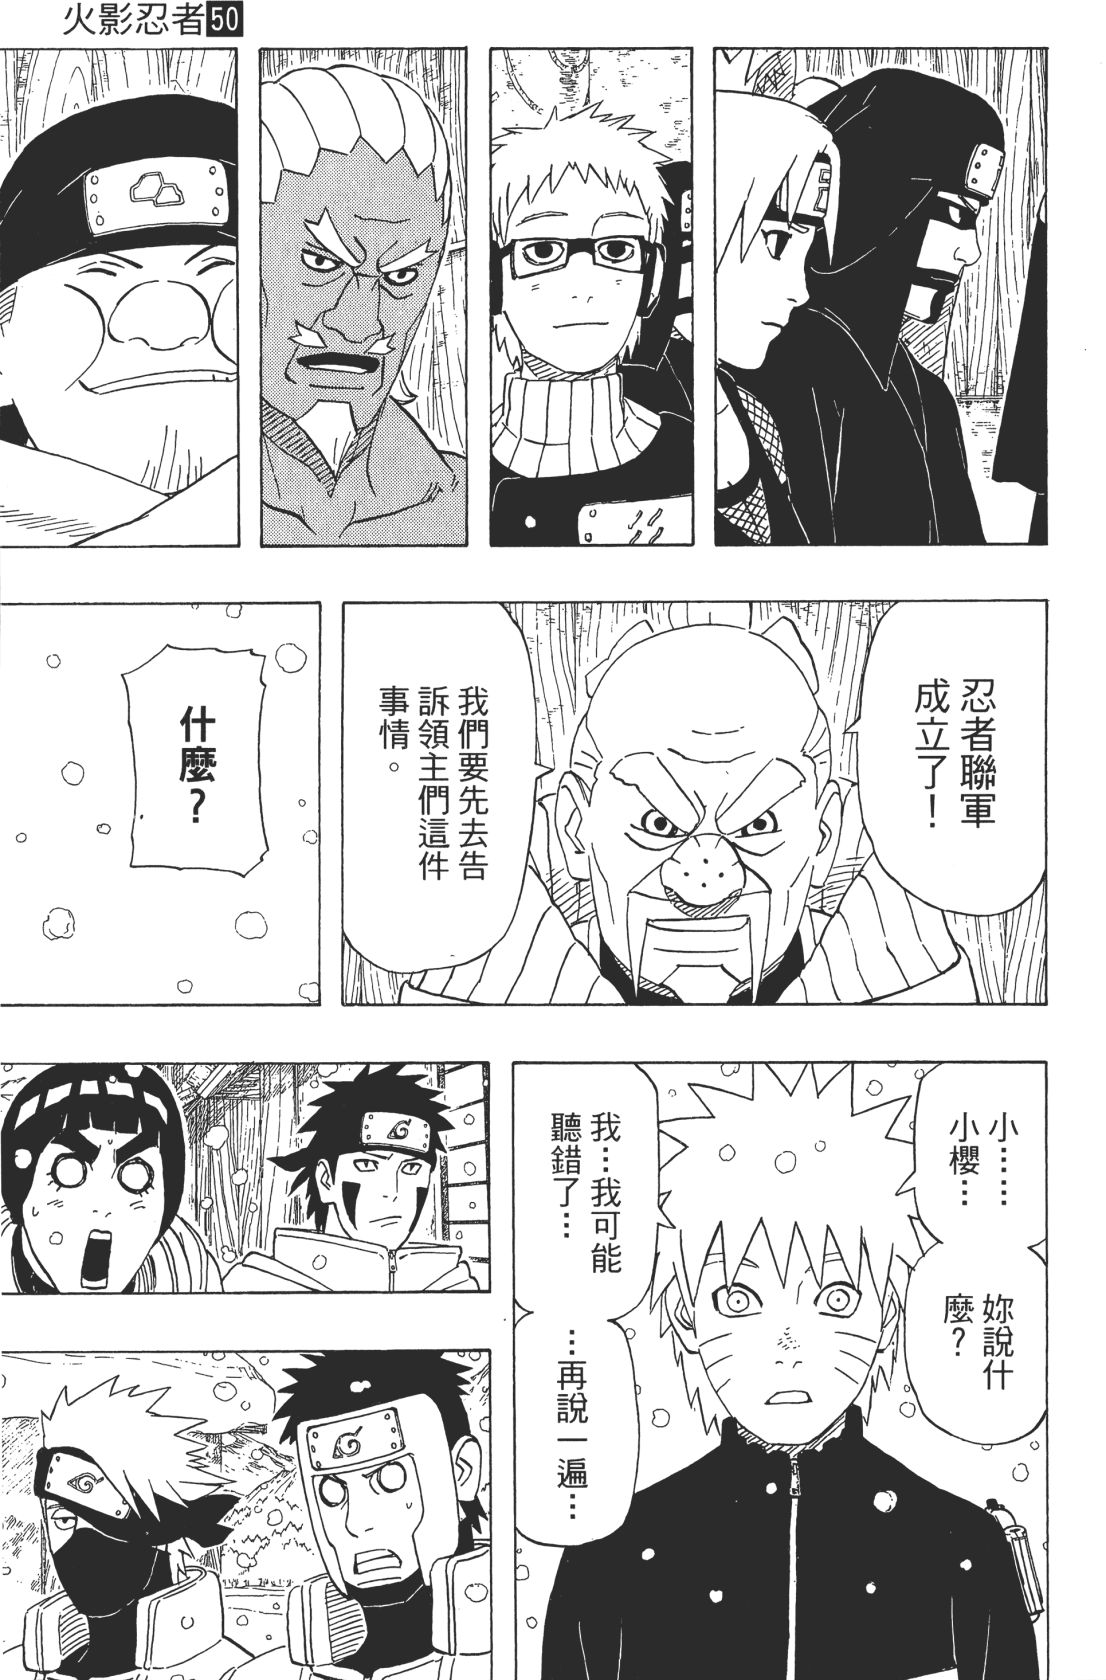 火影忍者50
忍者聯軍
成立了!
我們要先去告
訴領主們這件
事情。
什麼?
小……
小櫻…
妳說什
麼?
我…我可能
聽錯了…
…再說一遍…